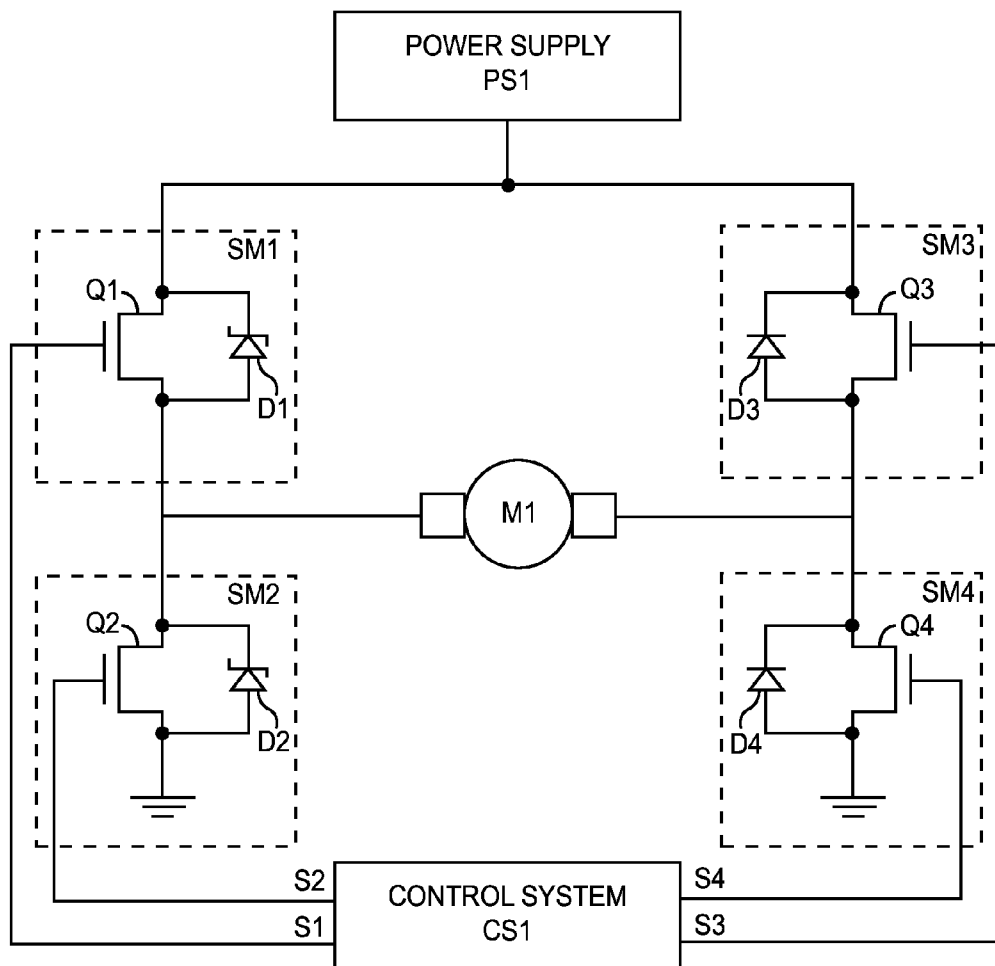 POWER SUPPLY
PS1
SM1
SM3
Q1
Q3
D1
D3
M1
SM2
SM4
Q2
Q4
D2
D4
S2
S4
CONTROL SYSTEM
S1
CS1
S3